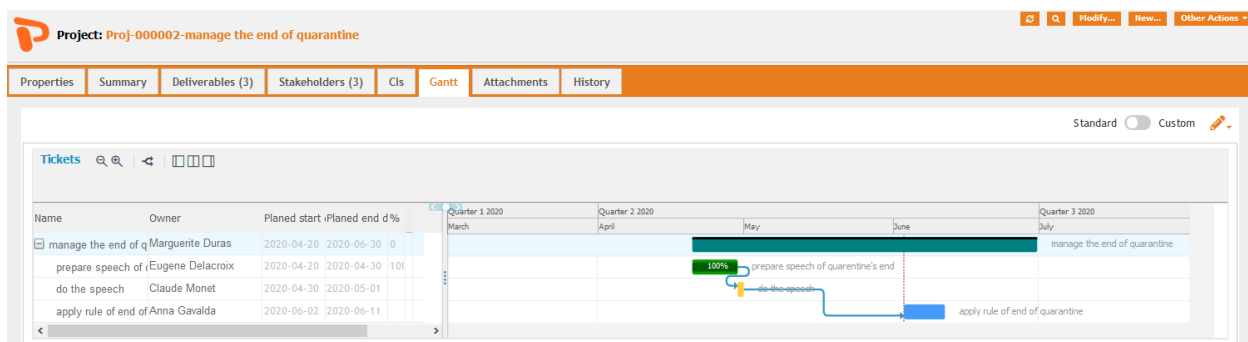 Modify... New... Other Actions
Project: Proj-000002-manage the end of quarantine
Properties Summary Deliverables (3) Stakeholders (3) CIs Gantt Attachments History
Standard Custom
Tickets
Name Owner Planed start Planed end d %
Quarter 1 2020 Quarter 2 2020 Quarter 3 2020
March April May June July
manage the end of q Marguerite Duras 2020-04-20 2020-06-30 0 manage the end of quarantine
prepare speech of Eugene Delacroix 2020-04-20 2020-04-30 100 100% prepare speech of quarentine's end
do the speech Claude Monet 2020-04-30 2020-05-01 do the speech
apply rule of end of Anna Gavalda 2020-06-02 2020-06-11 apply rule of end of quarantine